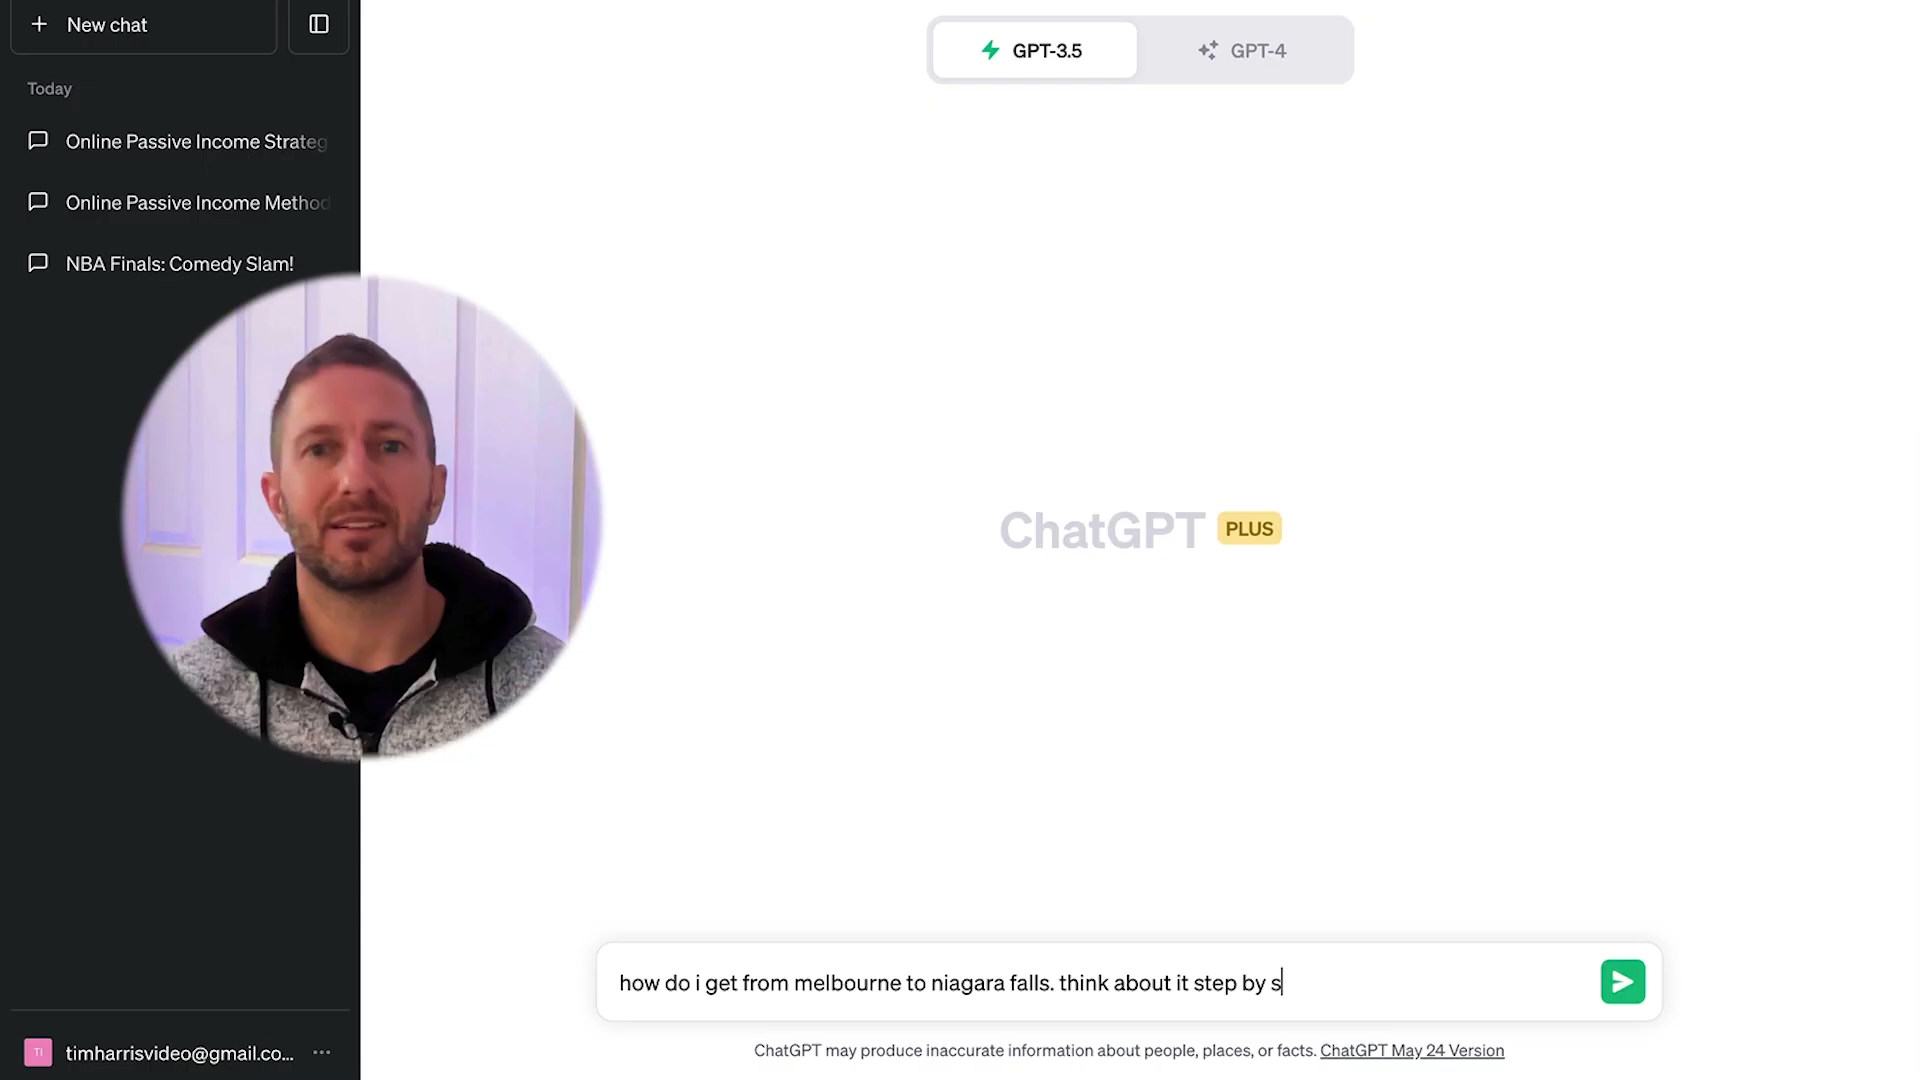 New chat
Today
Online Passive Income Strateg
Online Passive Income Method
NBA Finals: Comedy Slam!
TI
timharrisvideo@gmail.co...
GPT-3.5
GPT-4
ChatGPT PLUS
how do i get from melbourne to niagara falls. think about it step by s
ChatGPT may produce inaccurate information about people, places, or facts. ChatGPT May 24 Version